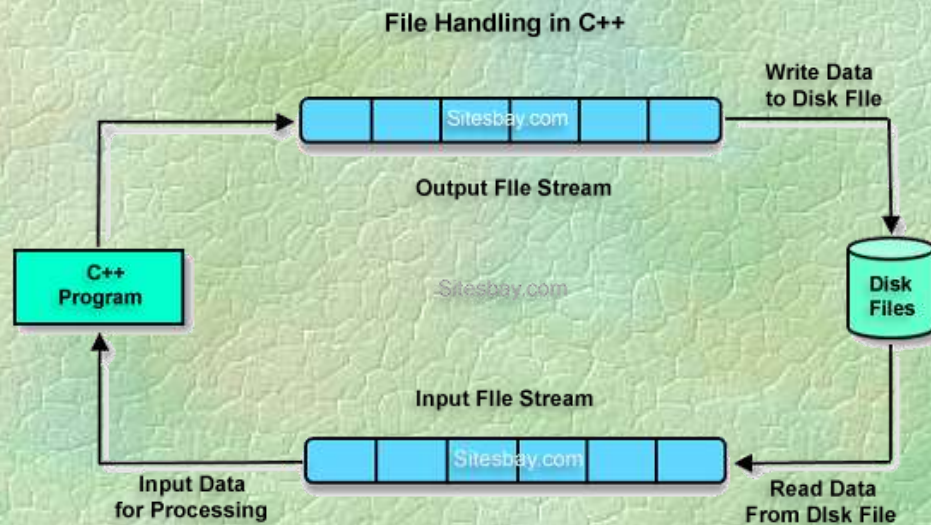 File Handling in C++
Write Data
to Disk FIle
Sitesbay.com
Output FIle Stream
C++
Program
Sitesbay.com
Disk
Files
Input FIle Stream
Sitesbay.com
Input Data
for Processing
Read Data
From DIsk File